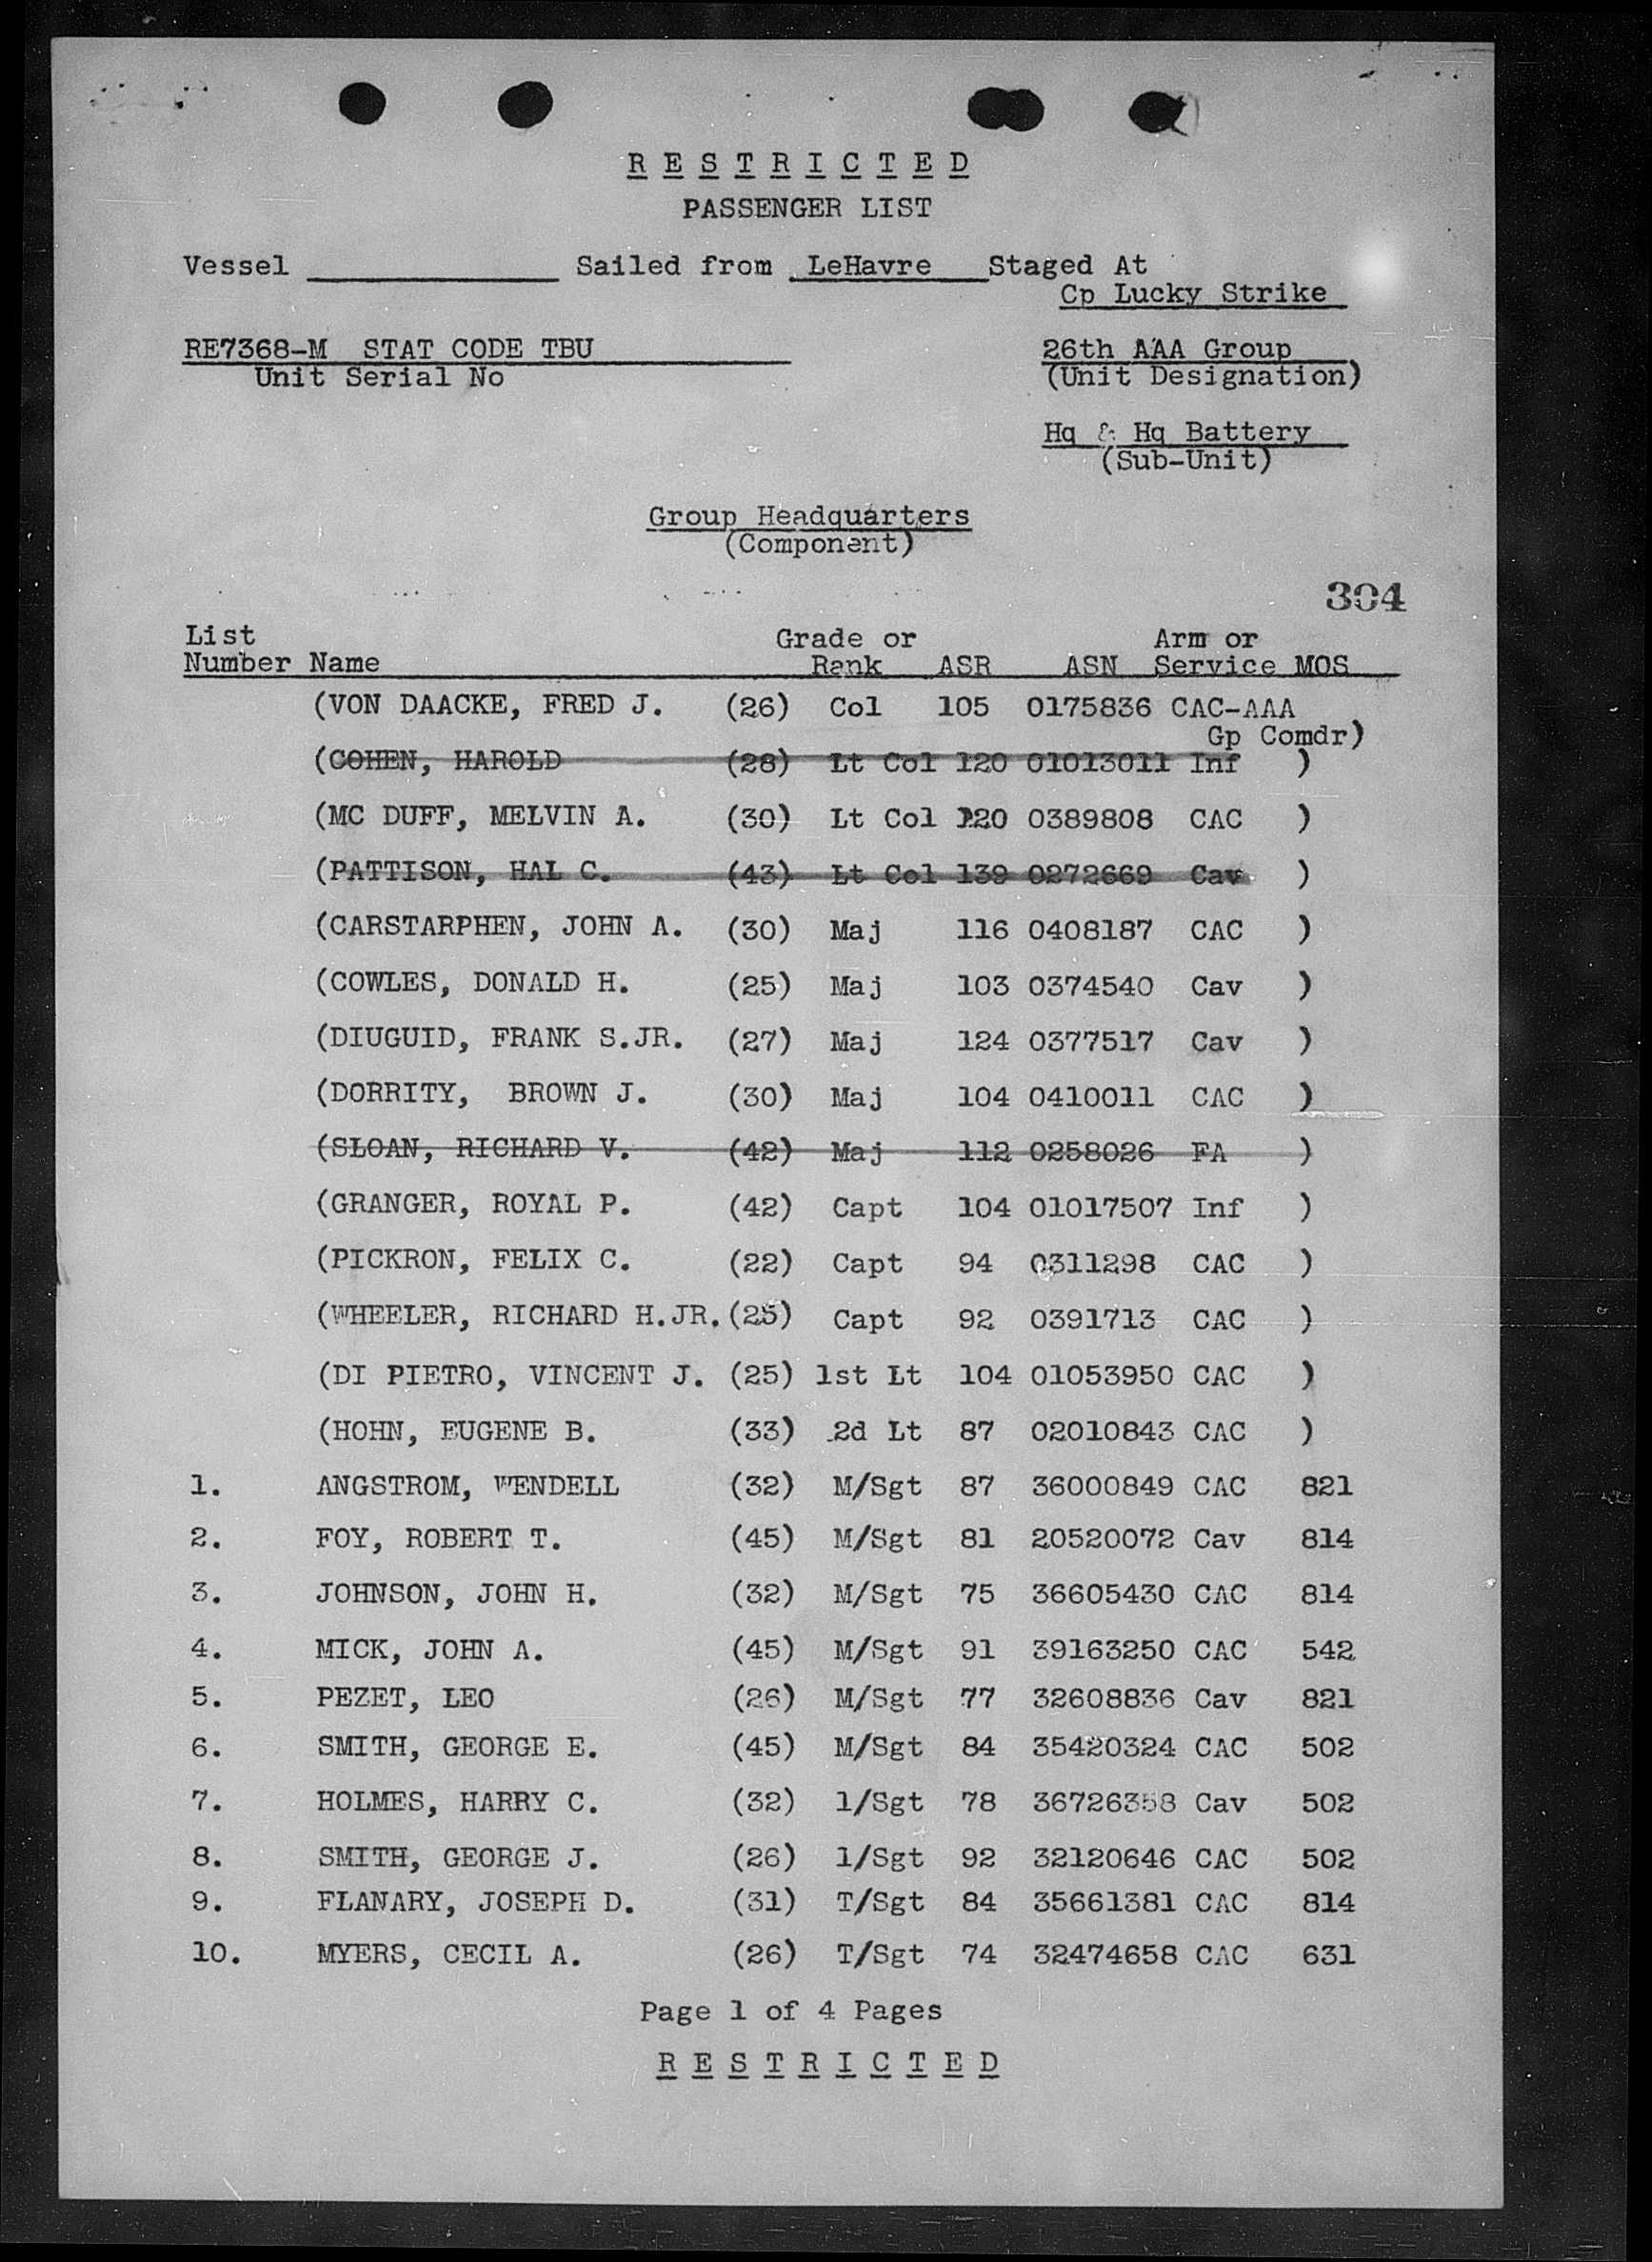 R E S T R I C T E D
PASSENGER LIST
Vessel ______________ Sailed from LeHavre Staged At
Cp Lucky Strike
RE7368-M STAT CODE TBU 26th AAA Group
Unit Serial No (Unit Designation)
Hq & Hq Battery
(Sub-Unit)
Group Headquarters
(Component)
304
List Grade or Arm or
Number Name Rank ASR ASN Service MOS
(VON DAACKE, FRED J. (26) Col 105 0175836 CAC-AAA
Gp Comdr)
(COHEN, HAROLD (28) Lt Col 120 01013011 Inf )
(MC DUFF, MELVIN A. (30) Lt Col 120 0389808 CAC )
(PATTISON, HAL C. (43) Lt Col 139 0272669 Cav )
(CARSTARPHEN, JOHN A. (30) Maj 116 0408187 CAC )
(COWLES, DONALD H. (25) Maj 103 0374540 Cav )
(DIUGUID, FRANK S.JR. (27) Maj 124 0377517 Cav )
(DORRITY, BROWN J. (30) Maj 104 0410011 CAC )
(SLOAN, RICHARD V. (42) Maj 112 0258026 FA )
(GRANGER, ROYAL P. (42) Capt 104 01017507 Inf )
(PICKRON, FELIX C. (22) Capt 94 0311298 CAC )
(WHEELER, RICHARD H.JR. (25) Capt 92 0391713 CAC )
(DI PIETRO, VINCENT J. (25) 1st Lt 104 01053950 CAC )
(HOHN, EUGENE B. (33) 2d Lt 87 02010843 CAC )
1. ANGSTROM, WENDELL (32) M/Sgt 87 36000849 CAC 821
2. FOY, ROBERT T. (45) M/Sgt 81 20520072 Cav 814
3. JOHNSON, JOHN H. (32) M/Sgt 75 36605430 CAC 814
4. MICK, JOHN A. (45) M/Sgt 91 39163250 CAC 542
5. PEZET, LEO (26) M/Sgt 77 32608836 Cav 821
6. SMITH, GEORGE E. (45) M/Sgt 84 35420324 CAC 502
7. HOLMES, HARRY C. (32) 1/Sgt 78 36726358 Cav 502
8. SMITH, GEORGE J. (26) 1/Sgt 92 32120646 CAC 502
9. FLANARY, JOSEPH D. (31) T/Sgt 84 35661381 CAC 814
10. MYERS, CECIL A. (26) T/Sgt 74 32474658 CAC 631
Page 1 of 4 Pages
R E S T R I C T E D